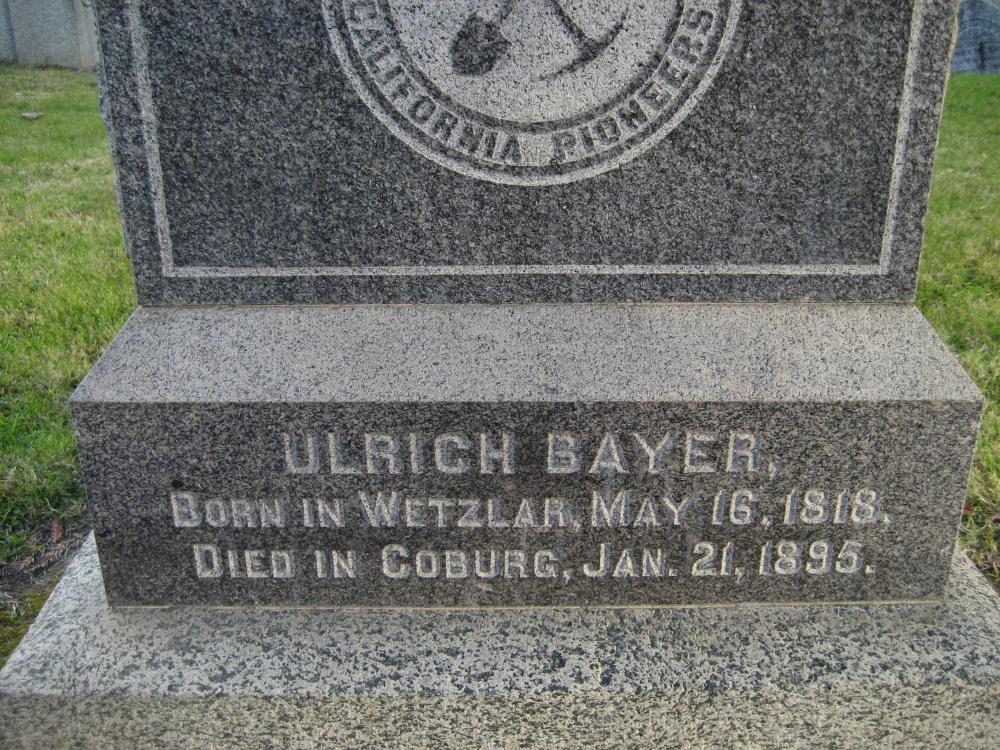 CALIFORNIA PIONEERS
ULRICH BAYER,
BORN IN WETZLAR, MAY 16, 1818,
DIED IN COBURG, JAN. 21, 1895.